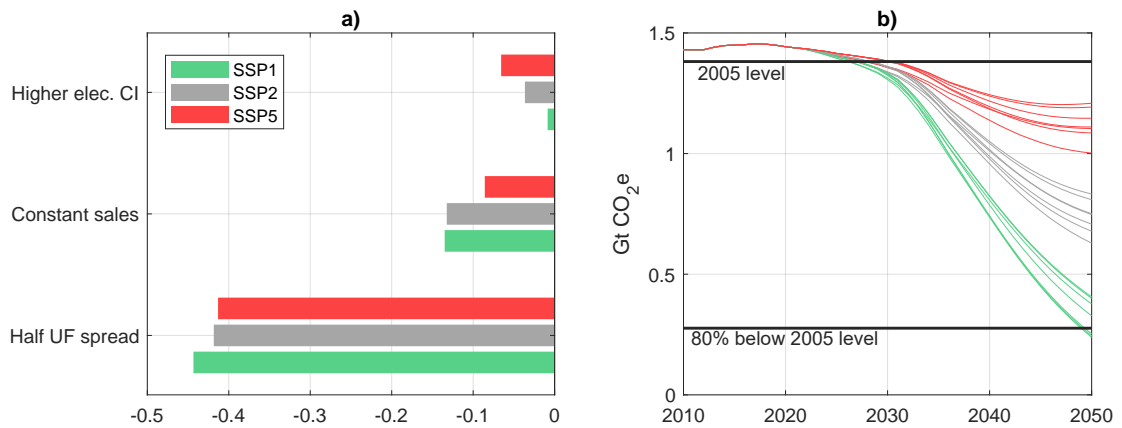 a)
SSP1
SSP2
SSP5
Higher elec. CI
Constant sales
Half UF spread
-0.5
-0.4
-0.3
-0.2
-0.1
0
b)
1.5
1
0.5
0
Gt CO2e
2005 level
80% below 2005 level
2010
2020
2030
2040
2050